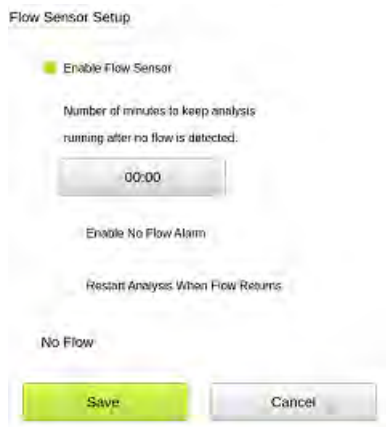 Flow Sensor Setup
Enable Flow Sensor
Number of minutes to keep analysis
running after no flow is detected.
00:00
Enable No Flow Alarm
Restart Analysis When Flow Returns
No Flow
Save
Cancel